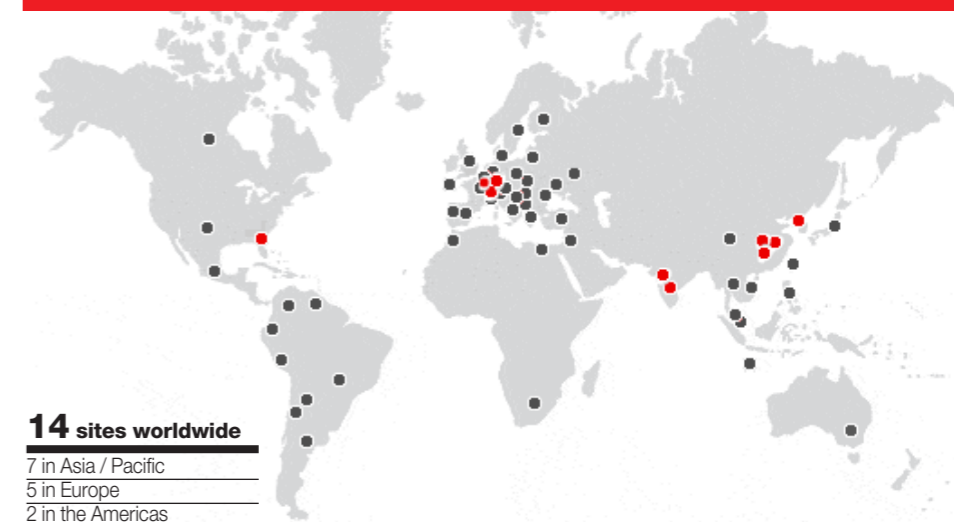 14 sites worldwide
7 in Asia / Pacific
5 in Europe
2 in the Americas